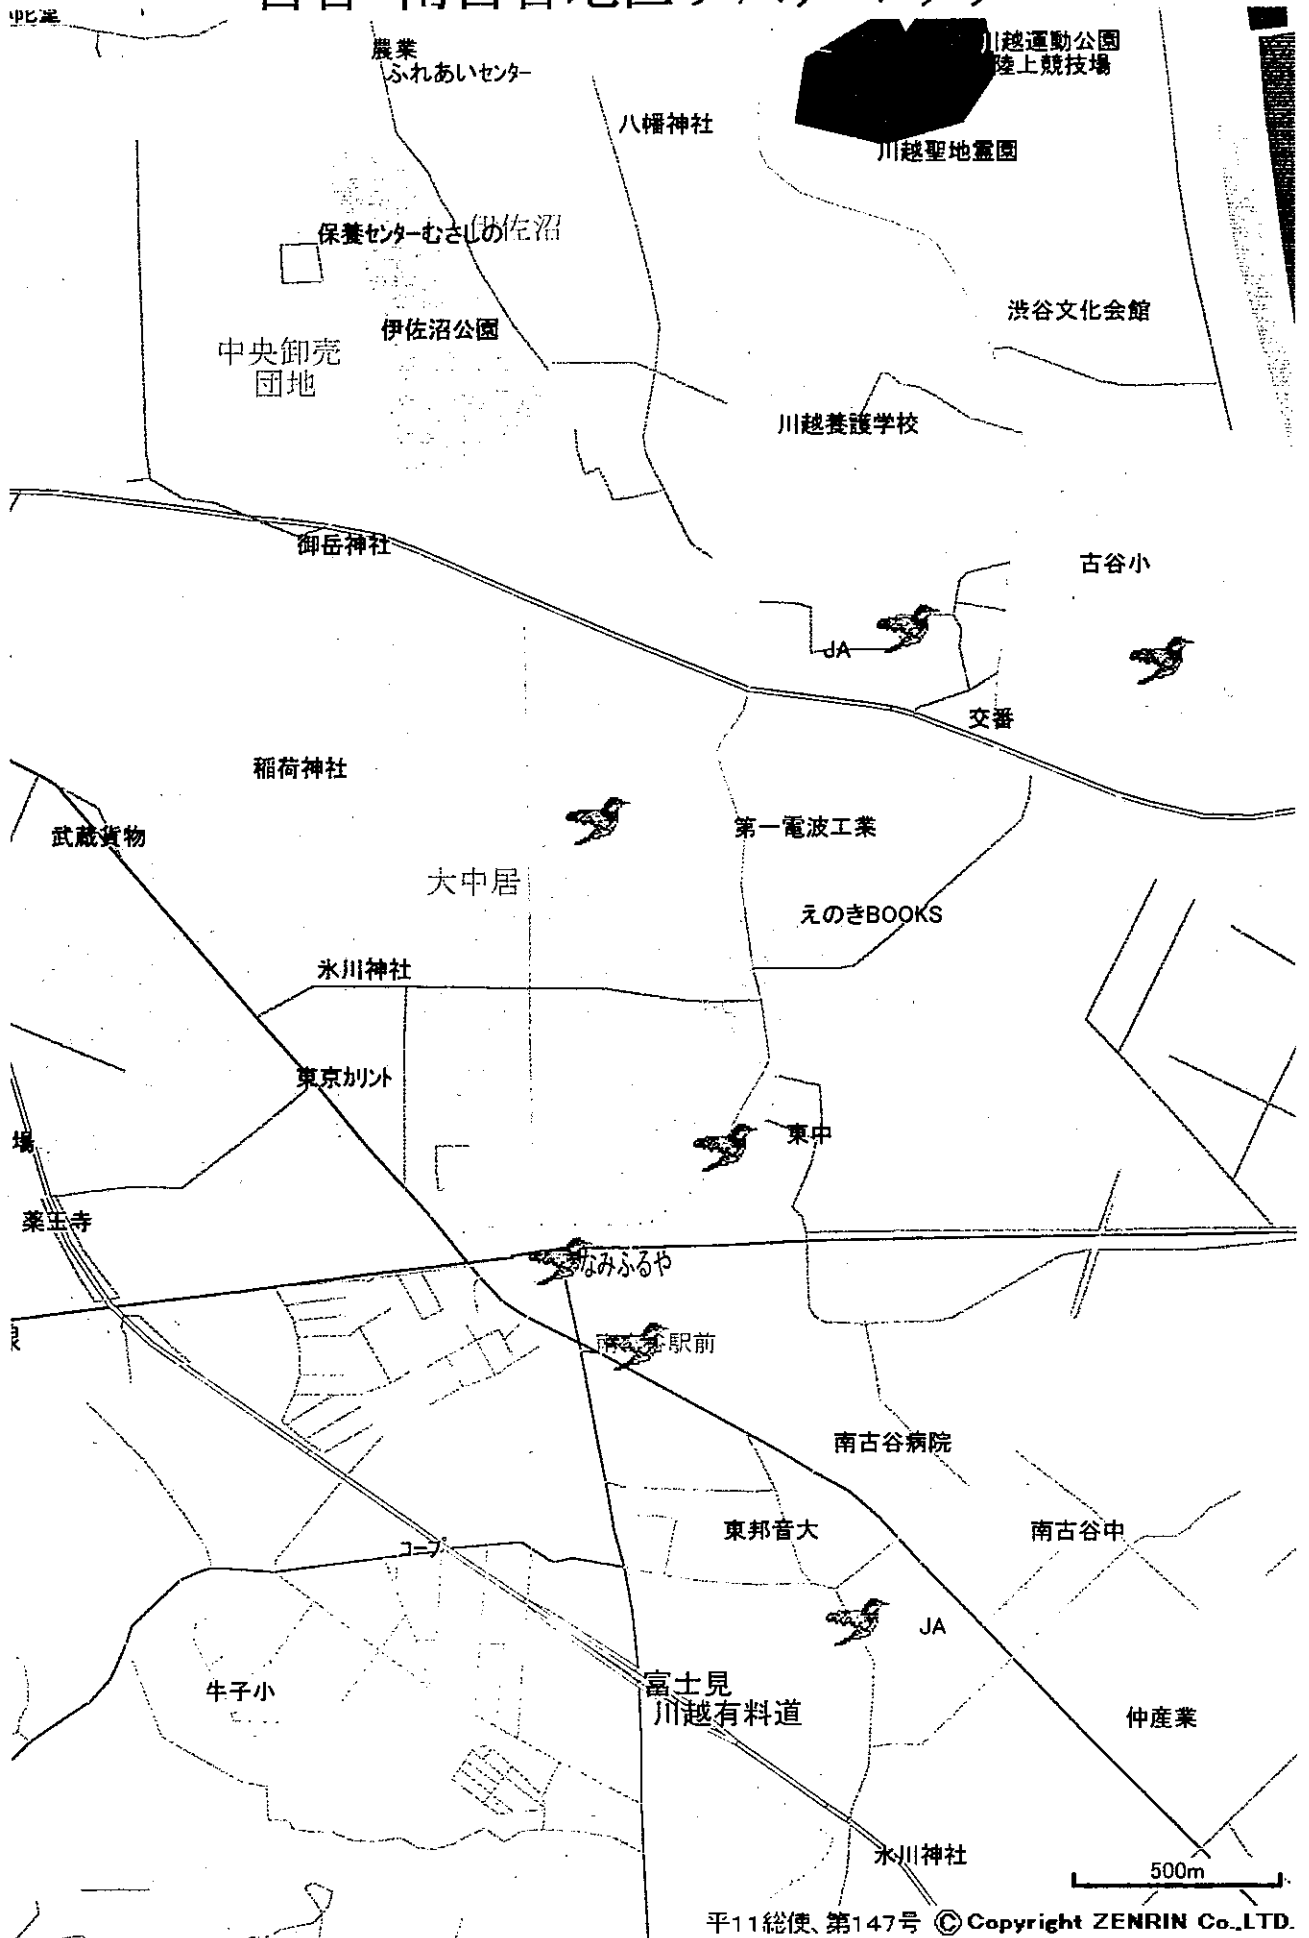 農業
ふれあいセンター
川越運動公園
陸上競技場
八幡神社
川越聖地霊園
保養センターむさしの
伊佐沼
渋谷文化会館
伊佐沼公園
中央卸売
団地
川越養護学校
御岳神社
古谷小
JA
交番
稲荷神社
武蔵貨物
第一電波工業
大中居
えのきBOOKS
氷川神社
東京カリント
場
東中
薬王寺
なみふるや
南古谷駅前
南古谷病院
東邦音大
南古谷中
コープ
JA
牛子小
富士見
川越有料道
仲産業
氷川神社
500m
平11総使、第147号 © Copyright ZENRIN Co.,LTD.